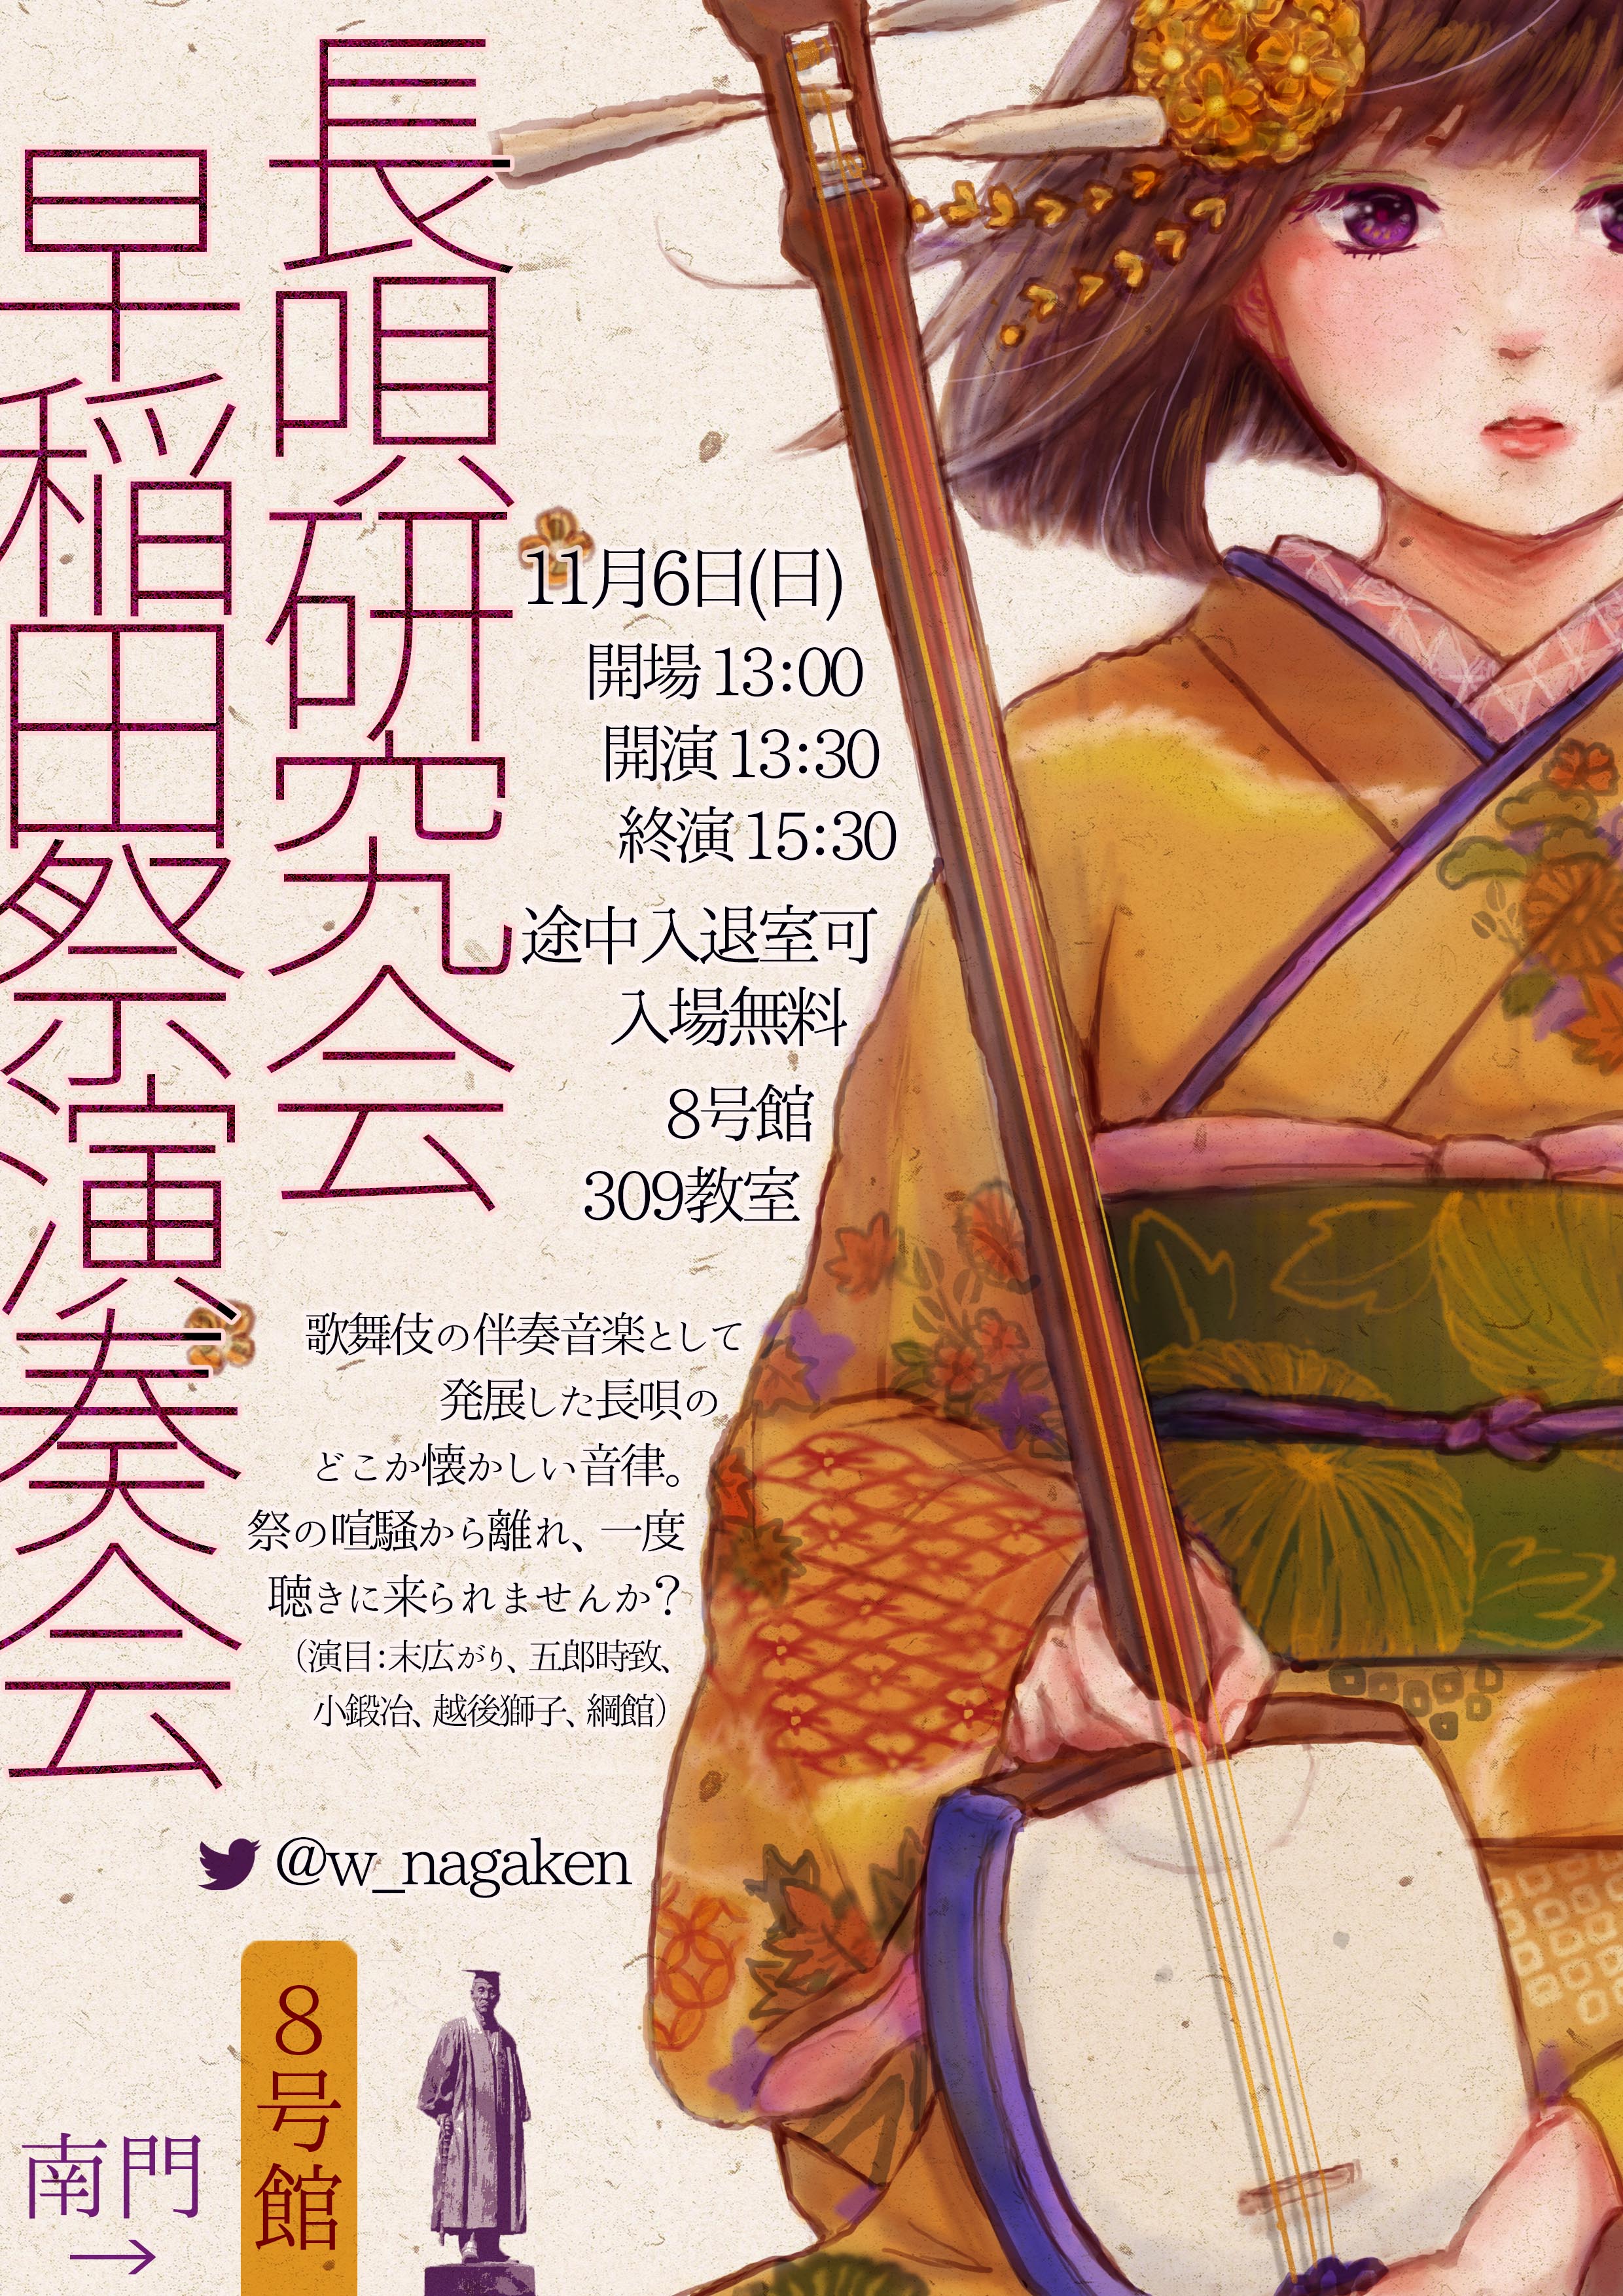 長唄研究会
早稲田祭演奏会
11月6日(日)
開場 13:00
開演 13:30
終演 15:30
途中入退室可
入場無料
8号館
309教室
歌舞伎の伴奏音楽として
発展した長唄の
どこか懐かしい音律。
祭の喧騒から離れ、一度
聴きに来られませんか?
(演目:末広がり、五郎時致、
小鍛冶、越後獅子、綱館)
@w_nagaken
南門
→
8号館